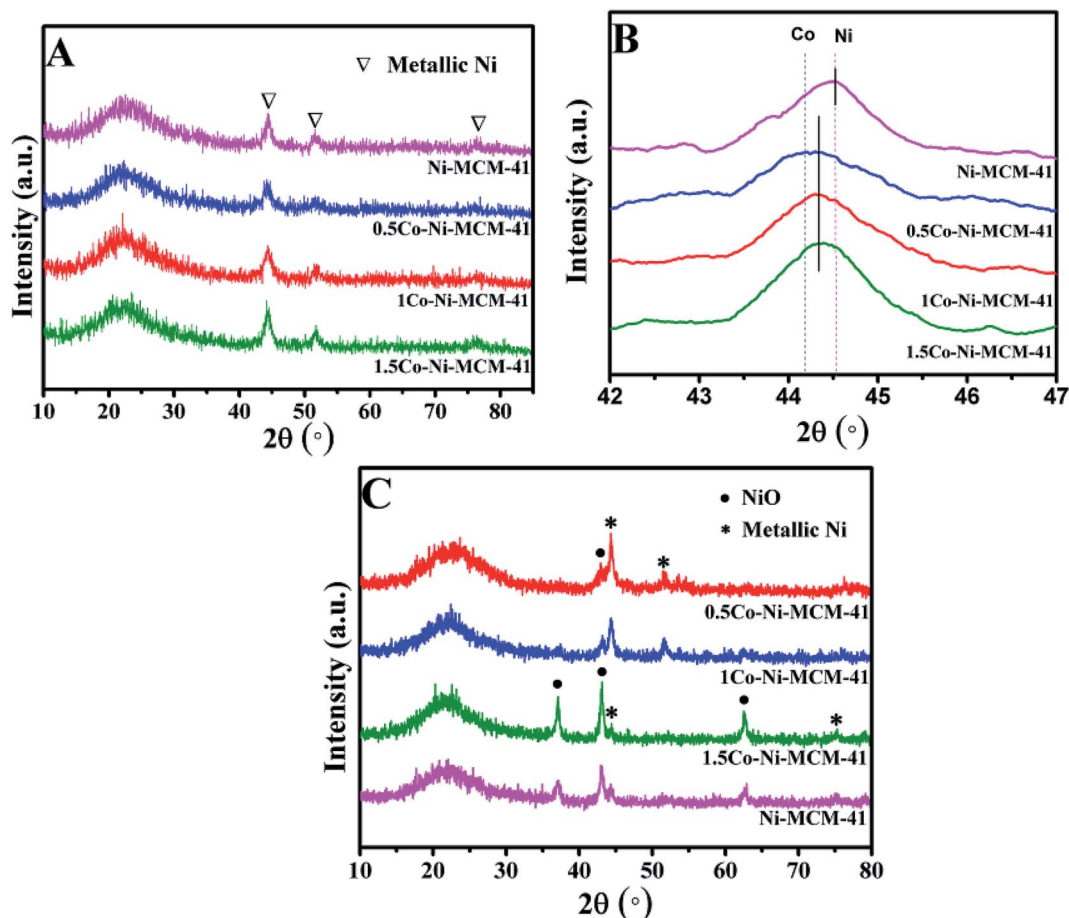 A
▽ Metallic Ni
Ni-MCM-41
0.5Co-Ni-MCM-41
1Co-Ni-MCM-41
1.5Co-Ni-MCM-41
Intensity (a.u.)
10 20 30 40 50 60 70 80
2θ (°)
B
Co Ni
Ni-MCM-41
0.5Co-Ni-MCM-41
1Co-Ni-MCM-41
1.5Co-Ni-MCM-41
Intensity (a.u.)
42 43 44 45 46 47
2θ (°)
C
• NiO
* Metallic Ni
0.5Co-Ni-MCM-41
1Co-Ni-MCM-41
1.5Co-Ni-MCM-41
Ni-MCM-41
Intensity (a.u.)
10 20 30 40 50 60 70 80
2θ (°)